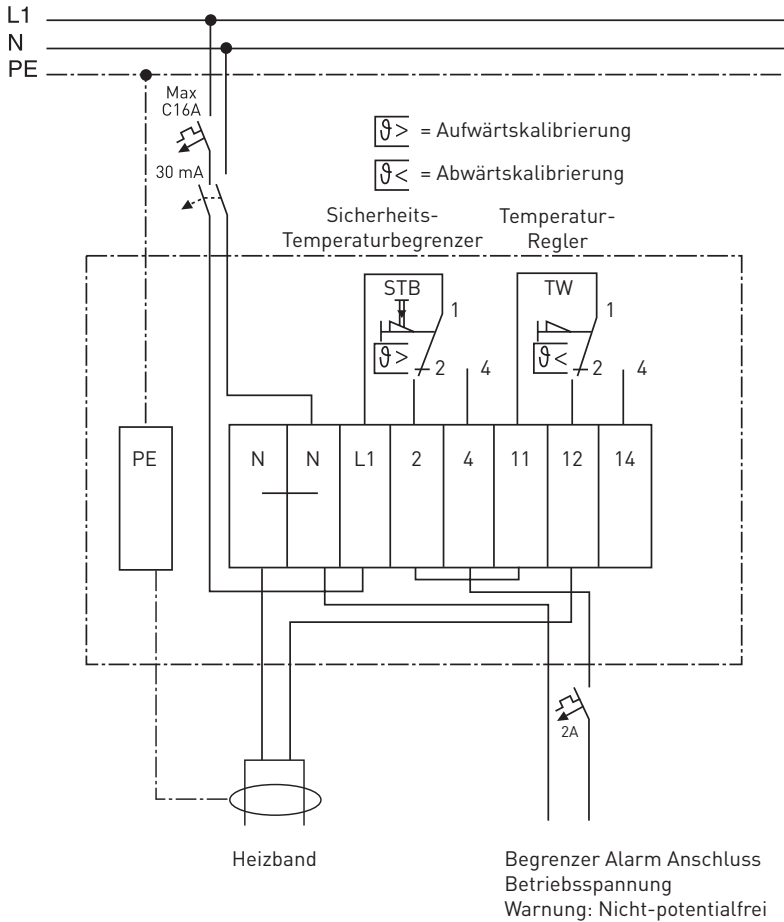 L1
N
PE
Max
C16A
30 mA
ϑ> = Aufwärtskalibrierung
ϑ< = Abwärtskalibrierung
Sicherheits-
Temperaturbegrenzer
Temperatur-
Regler
STB
1
ϑ>
2
4
TW
1
ϑ<
2
4
PE
N
N
L1
2
4
11
12
14
2A
Heizband
Begrenzer Alarm Anschluss
Betriebsspannung
Warnung: Nicht-potentialfrei